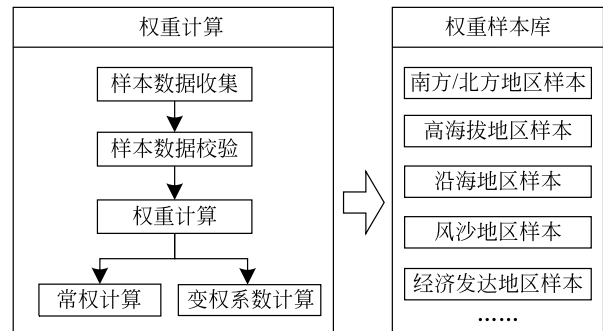 权重计算
样本数据收集
样本数据校验
权重计算
常权计算
变权系数计算
权重样本库
南方/北方地区样本
高海拔地区样本
沿海地区样本
风沙地区样本
经济发达地区样本
……